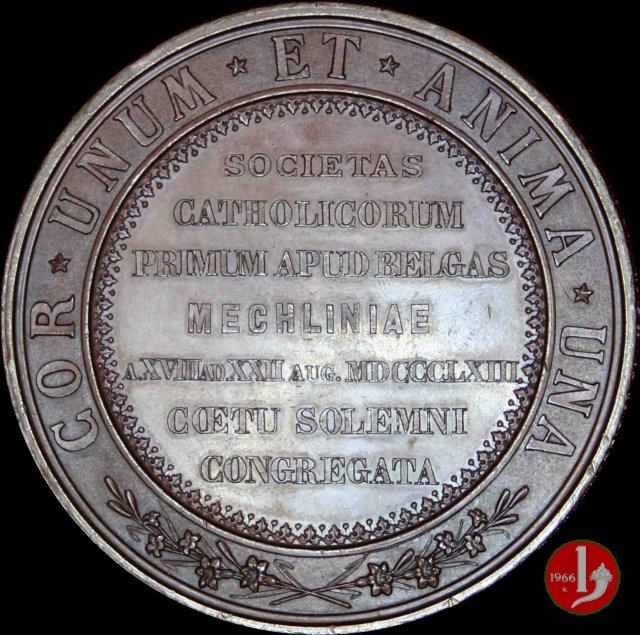 COR * UNUM * ET * ANIMA * UNA
SOCIETAS
CATHOLICORUM
PRIMUM APUD BELGAS
MECHLINIAE
A. XVIII AD XXII AUG. MDCCCLXIII
CŒTU SOLEMNI
CONGREGATA
1966
R